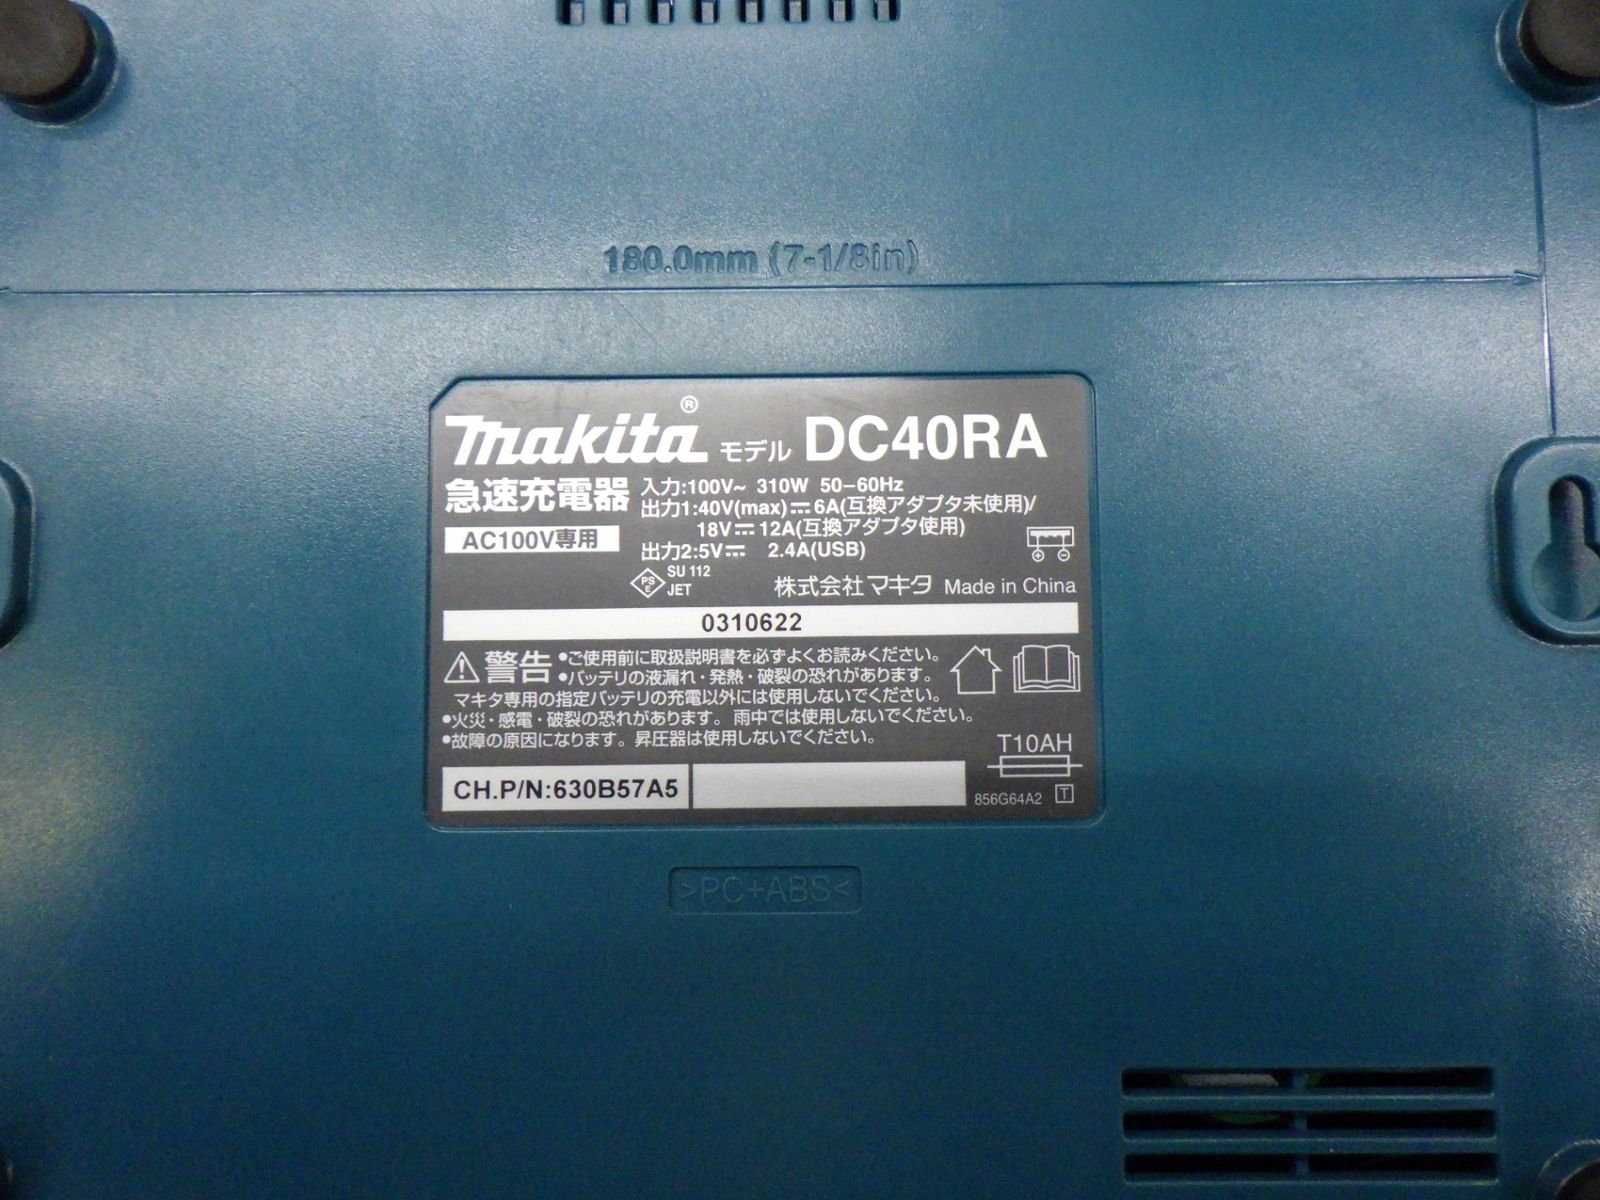 180.0mm (7-1/8in)
makita® モデル DC40RA
急速充電器
AC100V専用
入力:100V~ 310W 50-60Hz
出力1:40V(max)⎓6A(互換アダプタ未使用)/
18V⎓12A(互換アダプタ使用)
出力2:5V⎓ 2.4A(USB)
PSE SU 112
JET
株式会社マキタ Made in China
0310622
⚠警告 •ご使用前に取扱説明書を必ずよくお読みください。
•バッテリの液漏れ・発熱・破裂の恐れがあります。
マキタ専用の指定バッテリの充電以外には使用しないでください。
•火災・感電・破裂の恐れがあります。雨中では使用しないでください。
•故障の原因になります。昇圧器は使用しないでください。
T10AH
CH.P/N:630B57A5
856G64A2 T
>PC+ABS<